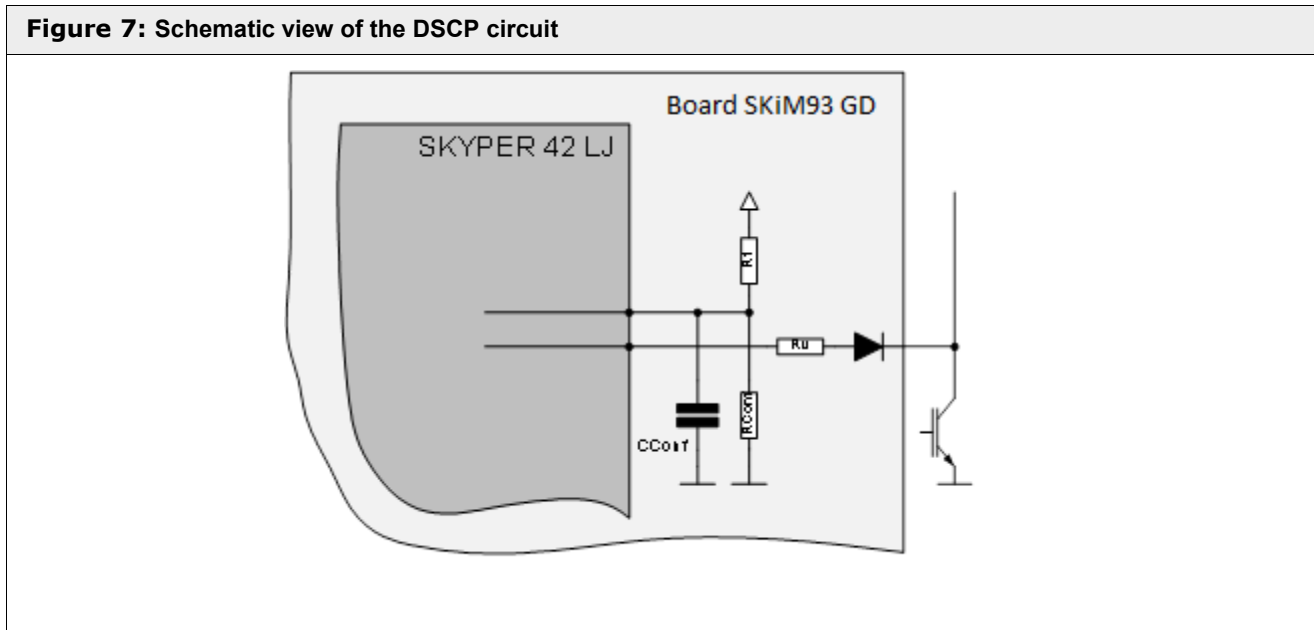 Figure 7: Schematic view of the DSCP circuit
Board SKiM93 GD
SKYPER 42 LJ
R1
RU
RConf
CConf